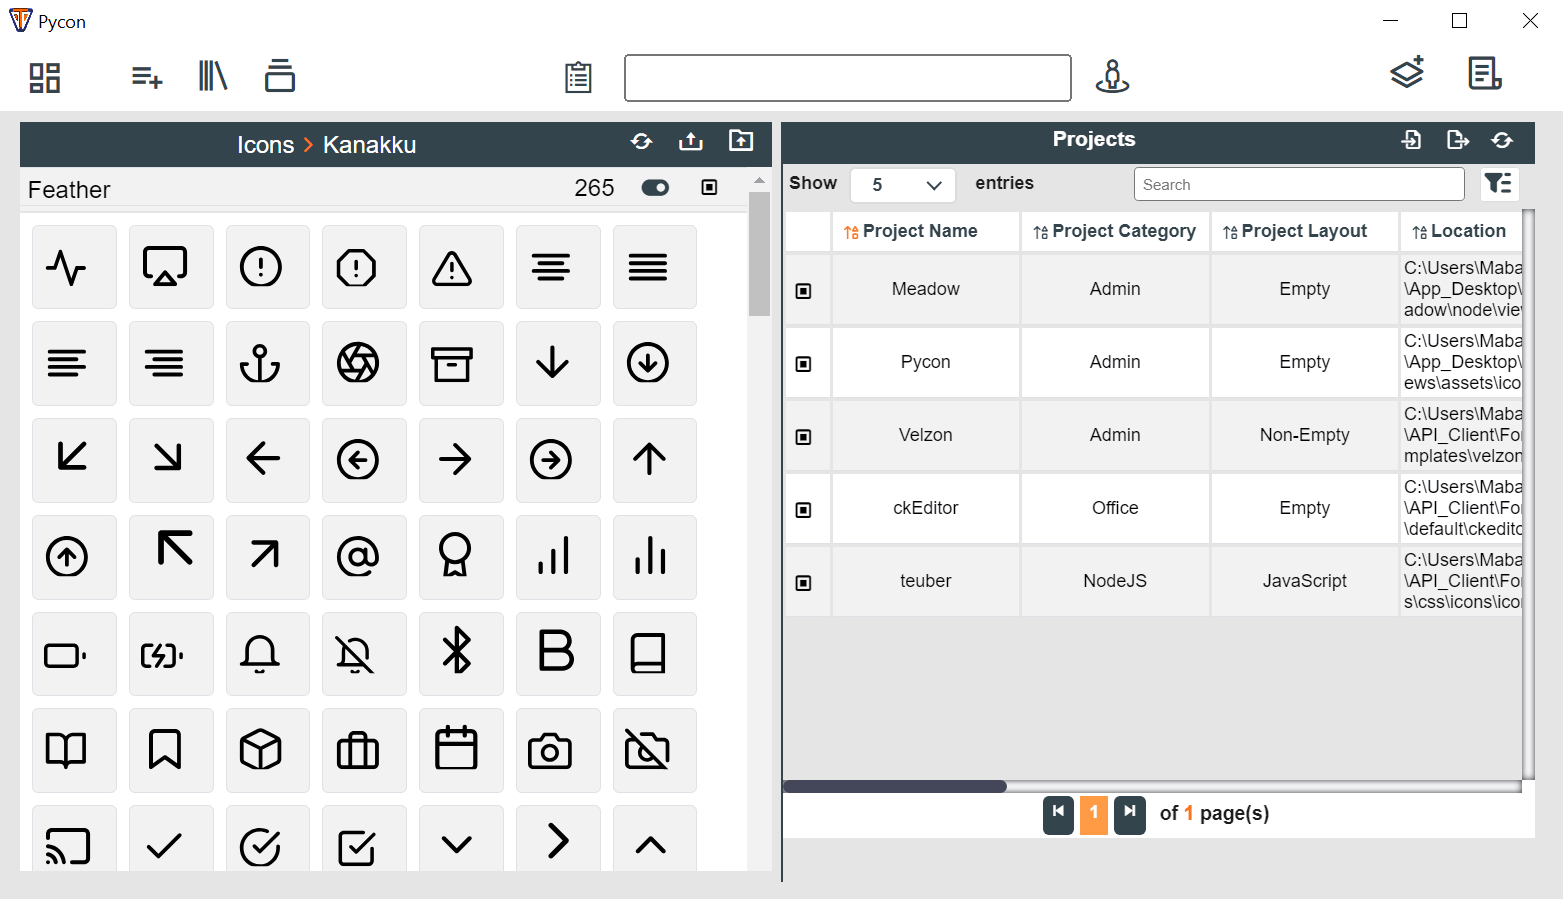 Pycon
Icons > Kanakku
Feather 265
Projects
Show 5 entries Search
Project Name Project Category Project Layout Location
Meadow Admin Empty C:\Users\Maba
\App_Desktop\
adow\node\vie
Pycon Admin Empty C:\Users\Maba
\App_Desktop\
ews\assets\ico
Velzon Admin Non-Empty C:\Users\Maba
\API_Client\For
mplates\velzon
ckEditor Office Empty C:\Users\Maba
\API_Client\For
\default\ckedito
teuber NodeJS JavaScript C:\Users\Maba
\API_Client\For
s\css\icons\ico
1 of 1 page(s)